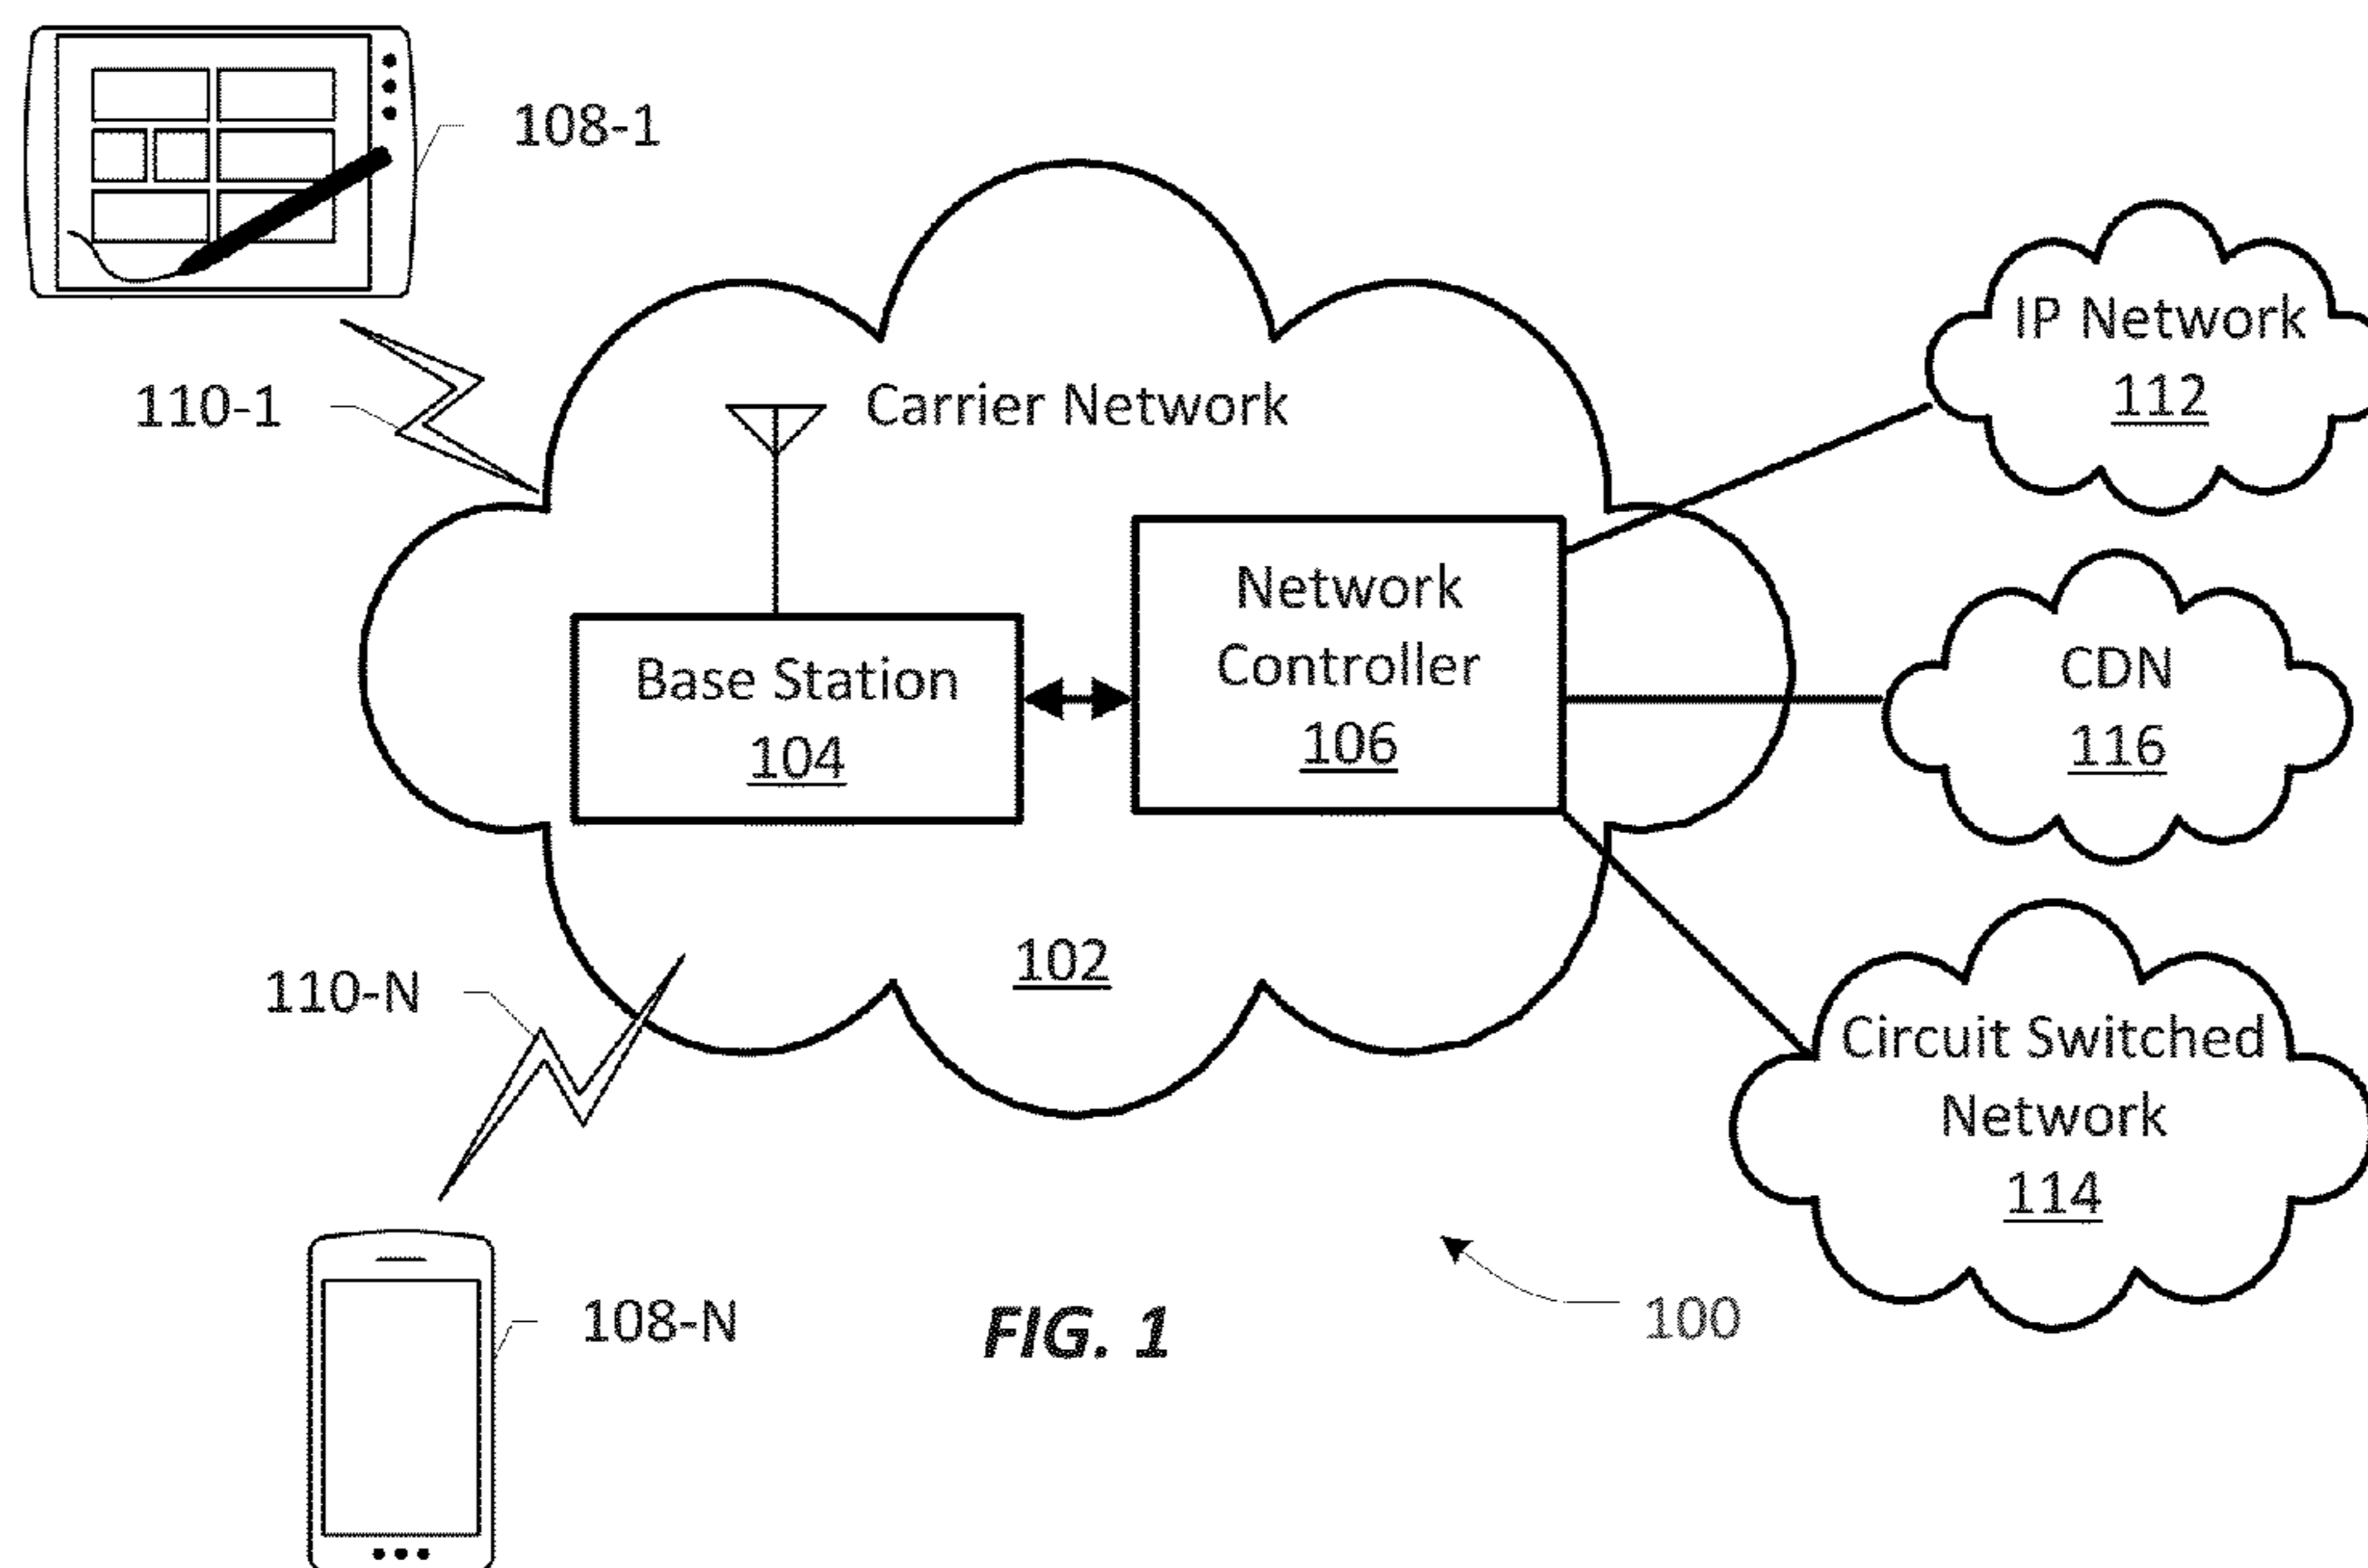 108-1
IP Network
112
110-1
Carrier Network
Network
Controller
106
Base Station
104
CDN
116
102
110-N
Circuit Switched
Network
114
108-N
FIG. 1
100